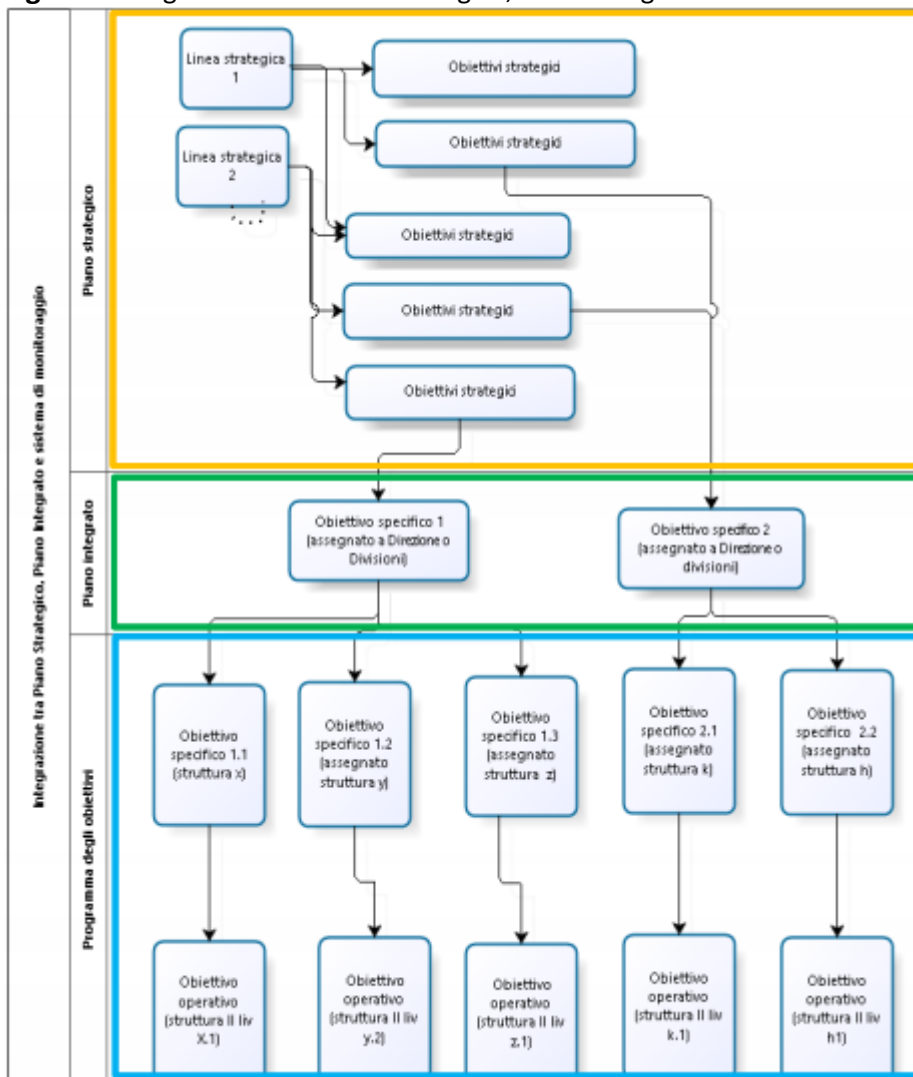 Integrazione tra Piano Strategico, Piano Integrato e sistema di monitoraggio
Piano strategico
Linea strategica
1
Obiettivi strategici
Obiettivi strategici
Linea strategica
2
Obiettivi strategici
Obiettivi strategici
Obiettivi strategici
Piano integrato
Obiettivo specifico 1
(assegnato a Direzione o
Divisioni)
Obiettivo specifico 2
(assegnato a Direzione o
divisioni)
Programma degli obiettivi
Obiettivo
specifico 1.1
(struttura x)
Obiettivo
specifico 1.2
(assegnato
struttura y)
Obiettivo
specifico 1.3
(assegnato
struttura z)
Obiettivo
specifico 2.1
(assegnato
struttura k)
Obiettivo
specifico 2.2
(assegnato
struttura h)
Obiettivo
operativo
(struttura II liv
X.1)
Obiettivo
operativo
(struttura II liv
y.2)
Obiettivo
operativo
(struttura II liv
z.1)
Obiettivo
operativo
(struttura II liv
k.1)
Obiettivo
operativo
(struttura II liv
h1)